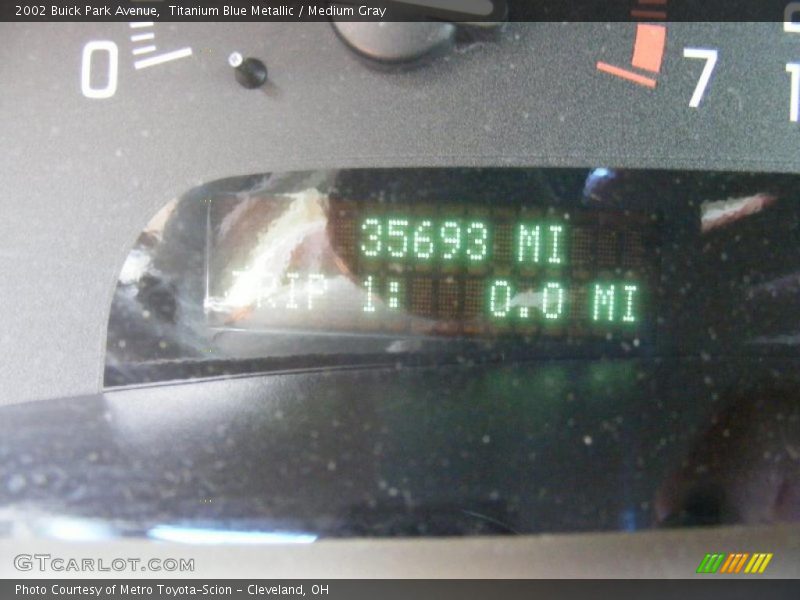 2002 Buick Park Avenue,  Titanium Blue Metallic / Medium Gray
0
7
1
35693 MI
TRIP 1: 0.0 MI
GTCARLOT.COM
Photo Courtesy of Metro Toyota-Scion - Cleveland, OH